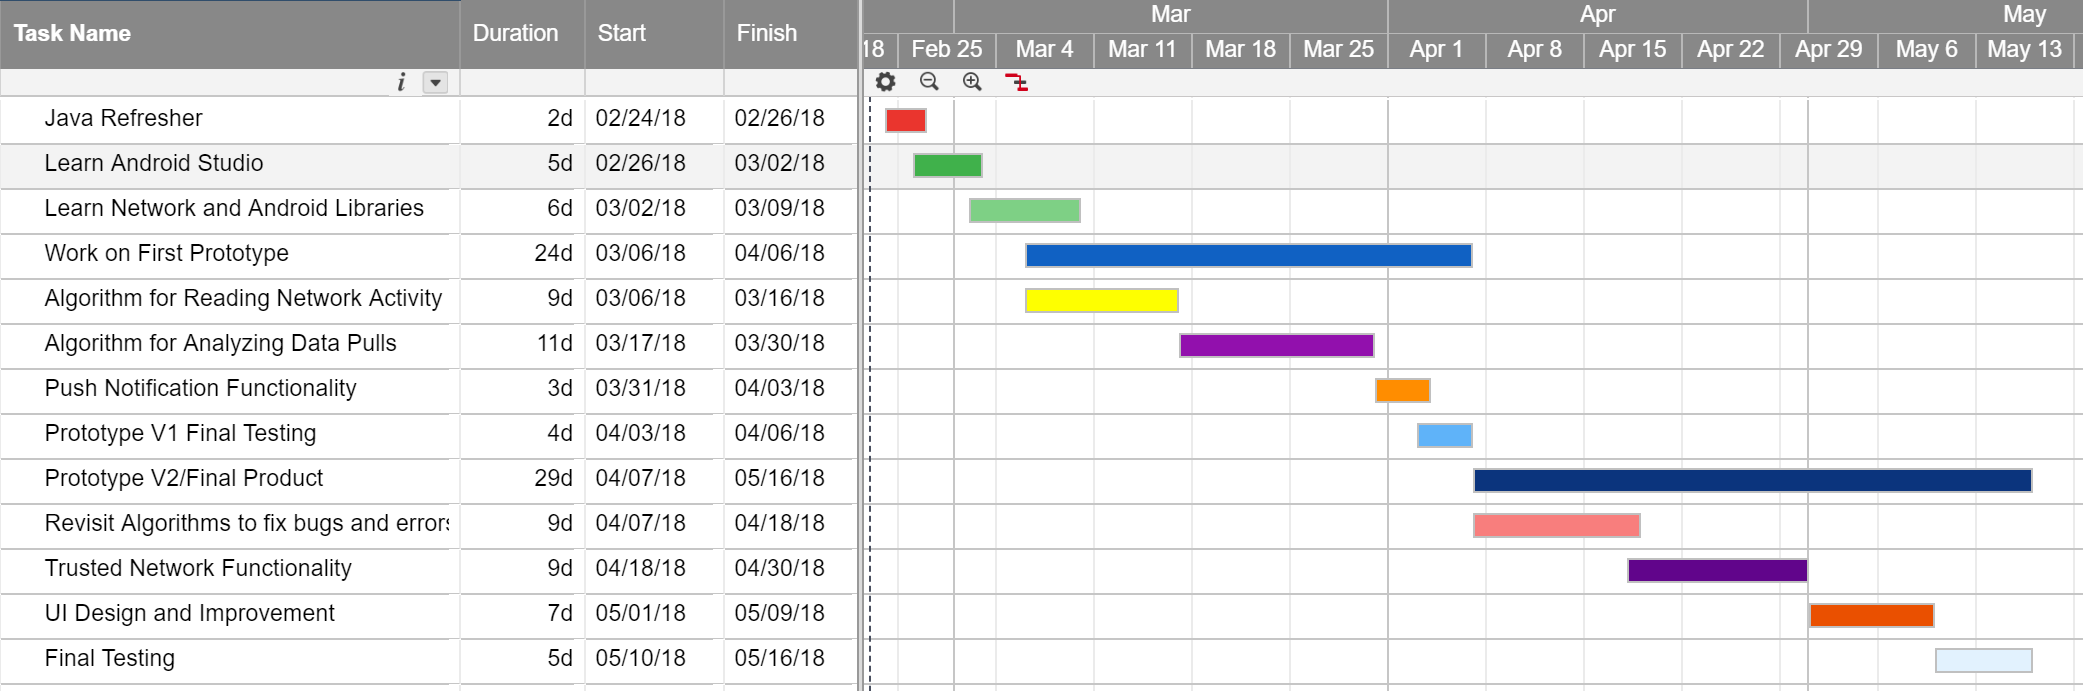 Task Name Duration Start Finish
Mar Apr May
18 Feb 25 Mar 4 Mar 11 Mar 18 Mar 25 Apr 1 Apr 8 Apr 15 Apr 22 Apr 29 May 6 May 13
i
Java Refresher 2d 02/24/18 02/26/18
Learn Android Studio 5d 02/26/18 03/02/18
Learn Network and Android Libraries 6d 03/02/18 03/09/18
Work on First Prototype 24d 03/06/18 04/06/18
Algorithm for Reading Network Activity 9d 03/06/18 03/16/18
Algorithm for Analyzing Data Pulls 11d 03/17/18 03/30/18
Push Notification Functionality 3d 03/31/18 04/03/18
Prototype V1 Final Testing 4d 04/03/18 04/06/18
Prototype V2/Final Product 29d 04/07/18 05/16/18
Revisit Algorithms to fix bugs and errors 9d 04/07/18 04/18/18
Trusted Network Functionality 9d 04/18/18 04/30/18
UI Design and Improvement 7d 05/01/18 05/09/18
Final Testing 5d 05/10/18 05/16/18